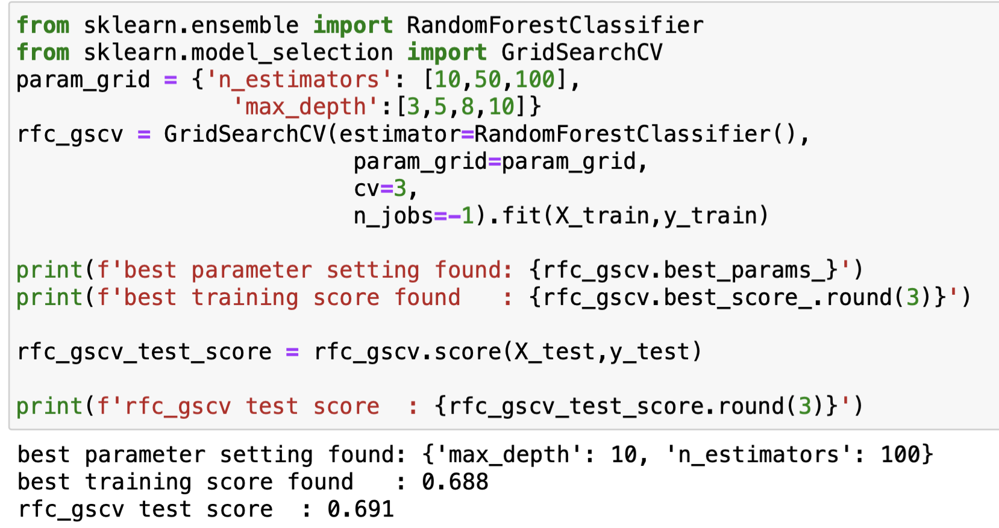 from sklearn.ensemble import RandomForestClassifier
from sklearn.model_selection import GridSearchCV
param_grid = {'n_estimators': [10,50,100],
                'max_depth':[3,5,8,10]}
rfc_gscv = GridSearchCV(estimator=RandomForestClassifier(),
                         param_grid=param_grid,
                         cv=3,
                         n_jobs=-1).fit(X_train,y_train)

print(f'best parameter setting found: {rfc_gscv.best_params_}')
print(f'best training score found   : {rfc_gscv.best_score_.round(3)}')

rfc_gscv_test_score = rfc_gscv.score(X_test,y_test)

print(f'rfc_gscv test score  : {rfc_gscv_test_score.round(3)}')
best parameter setting found: {'max_depth': 10, 'n_estimators': 100}
best training score found   : 0.688
rfc_gscv test score  : 0.691